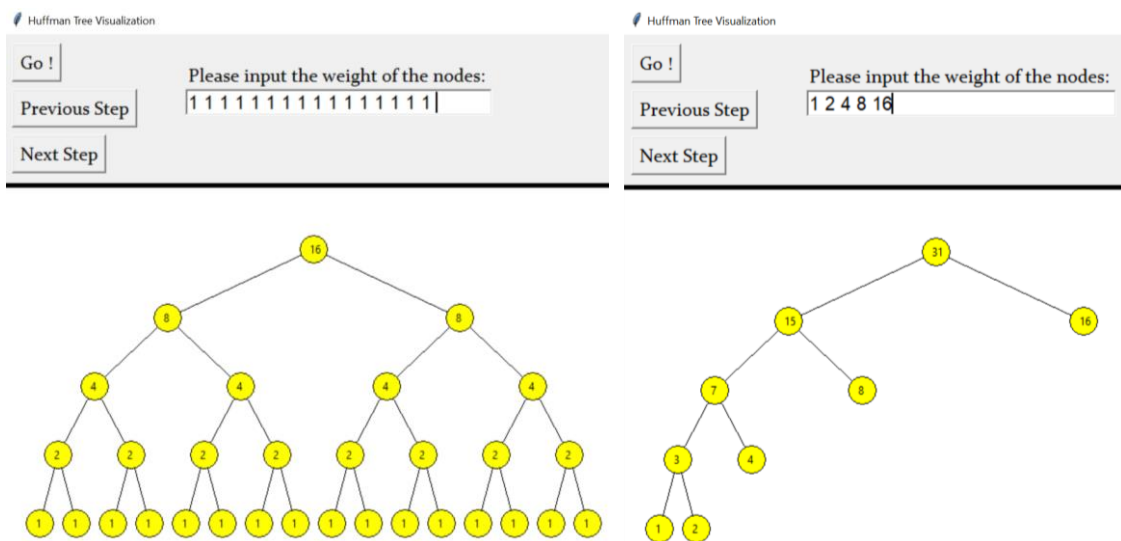 Huffman Tree Visualization
Go !
Please input the weight of the nodes:
1 1 1 1 1 1 1 1 1 1 1 1 1 1 1 1
Previous Step
Next Step
16
8 8
4 4 4 4
2 2 2 2 2 2 2 2
1 1 1 1 1 1 1 1 1 1 1 1 1 1 1 1
Huffman Tree Visualization
Go !
Please input the weight of the nodes:
1 2 4 8 16
Previous Step
Next Step
31
15 16
7 8
3 4
1 2